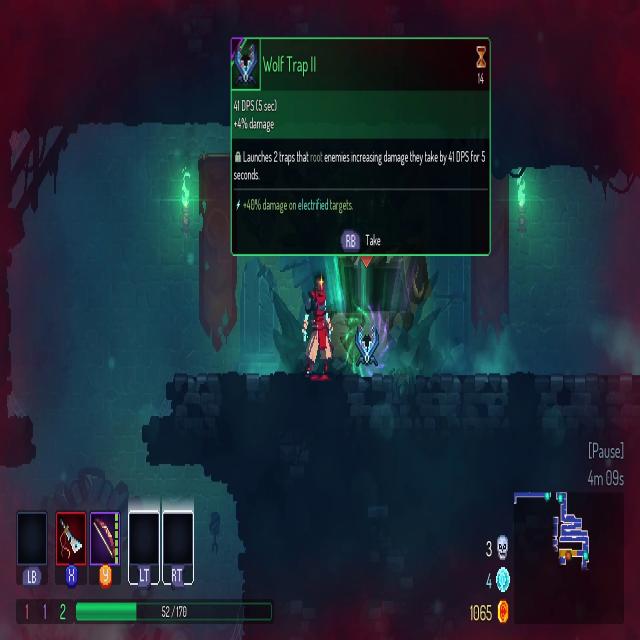 Wolf Trap II
14
41 DPS (5 sec)
+4% damage
Launches 2 traps that root enemies increasing damage they take by 41 DPS for 5
seconds.
+40% damage on electrified targets.
RB Take
[Pause]
4m 09s
3
4
1065
LB X Y LT RT
1 1 2 52 / 170